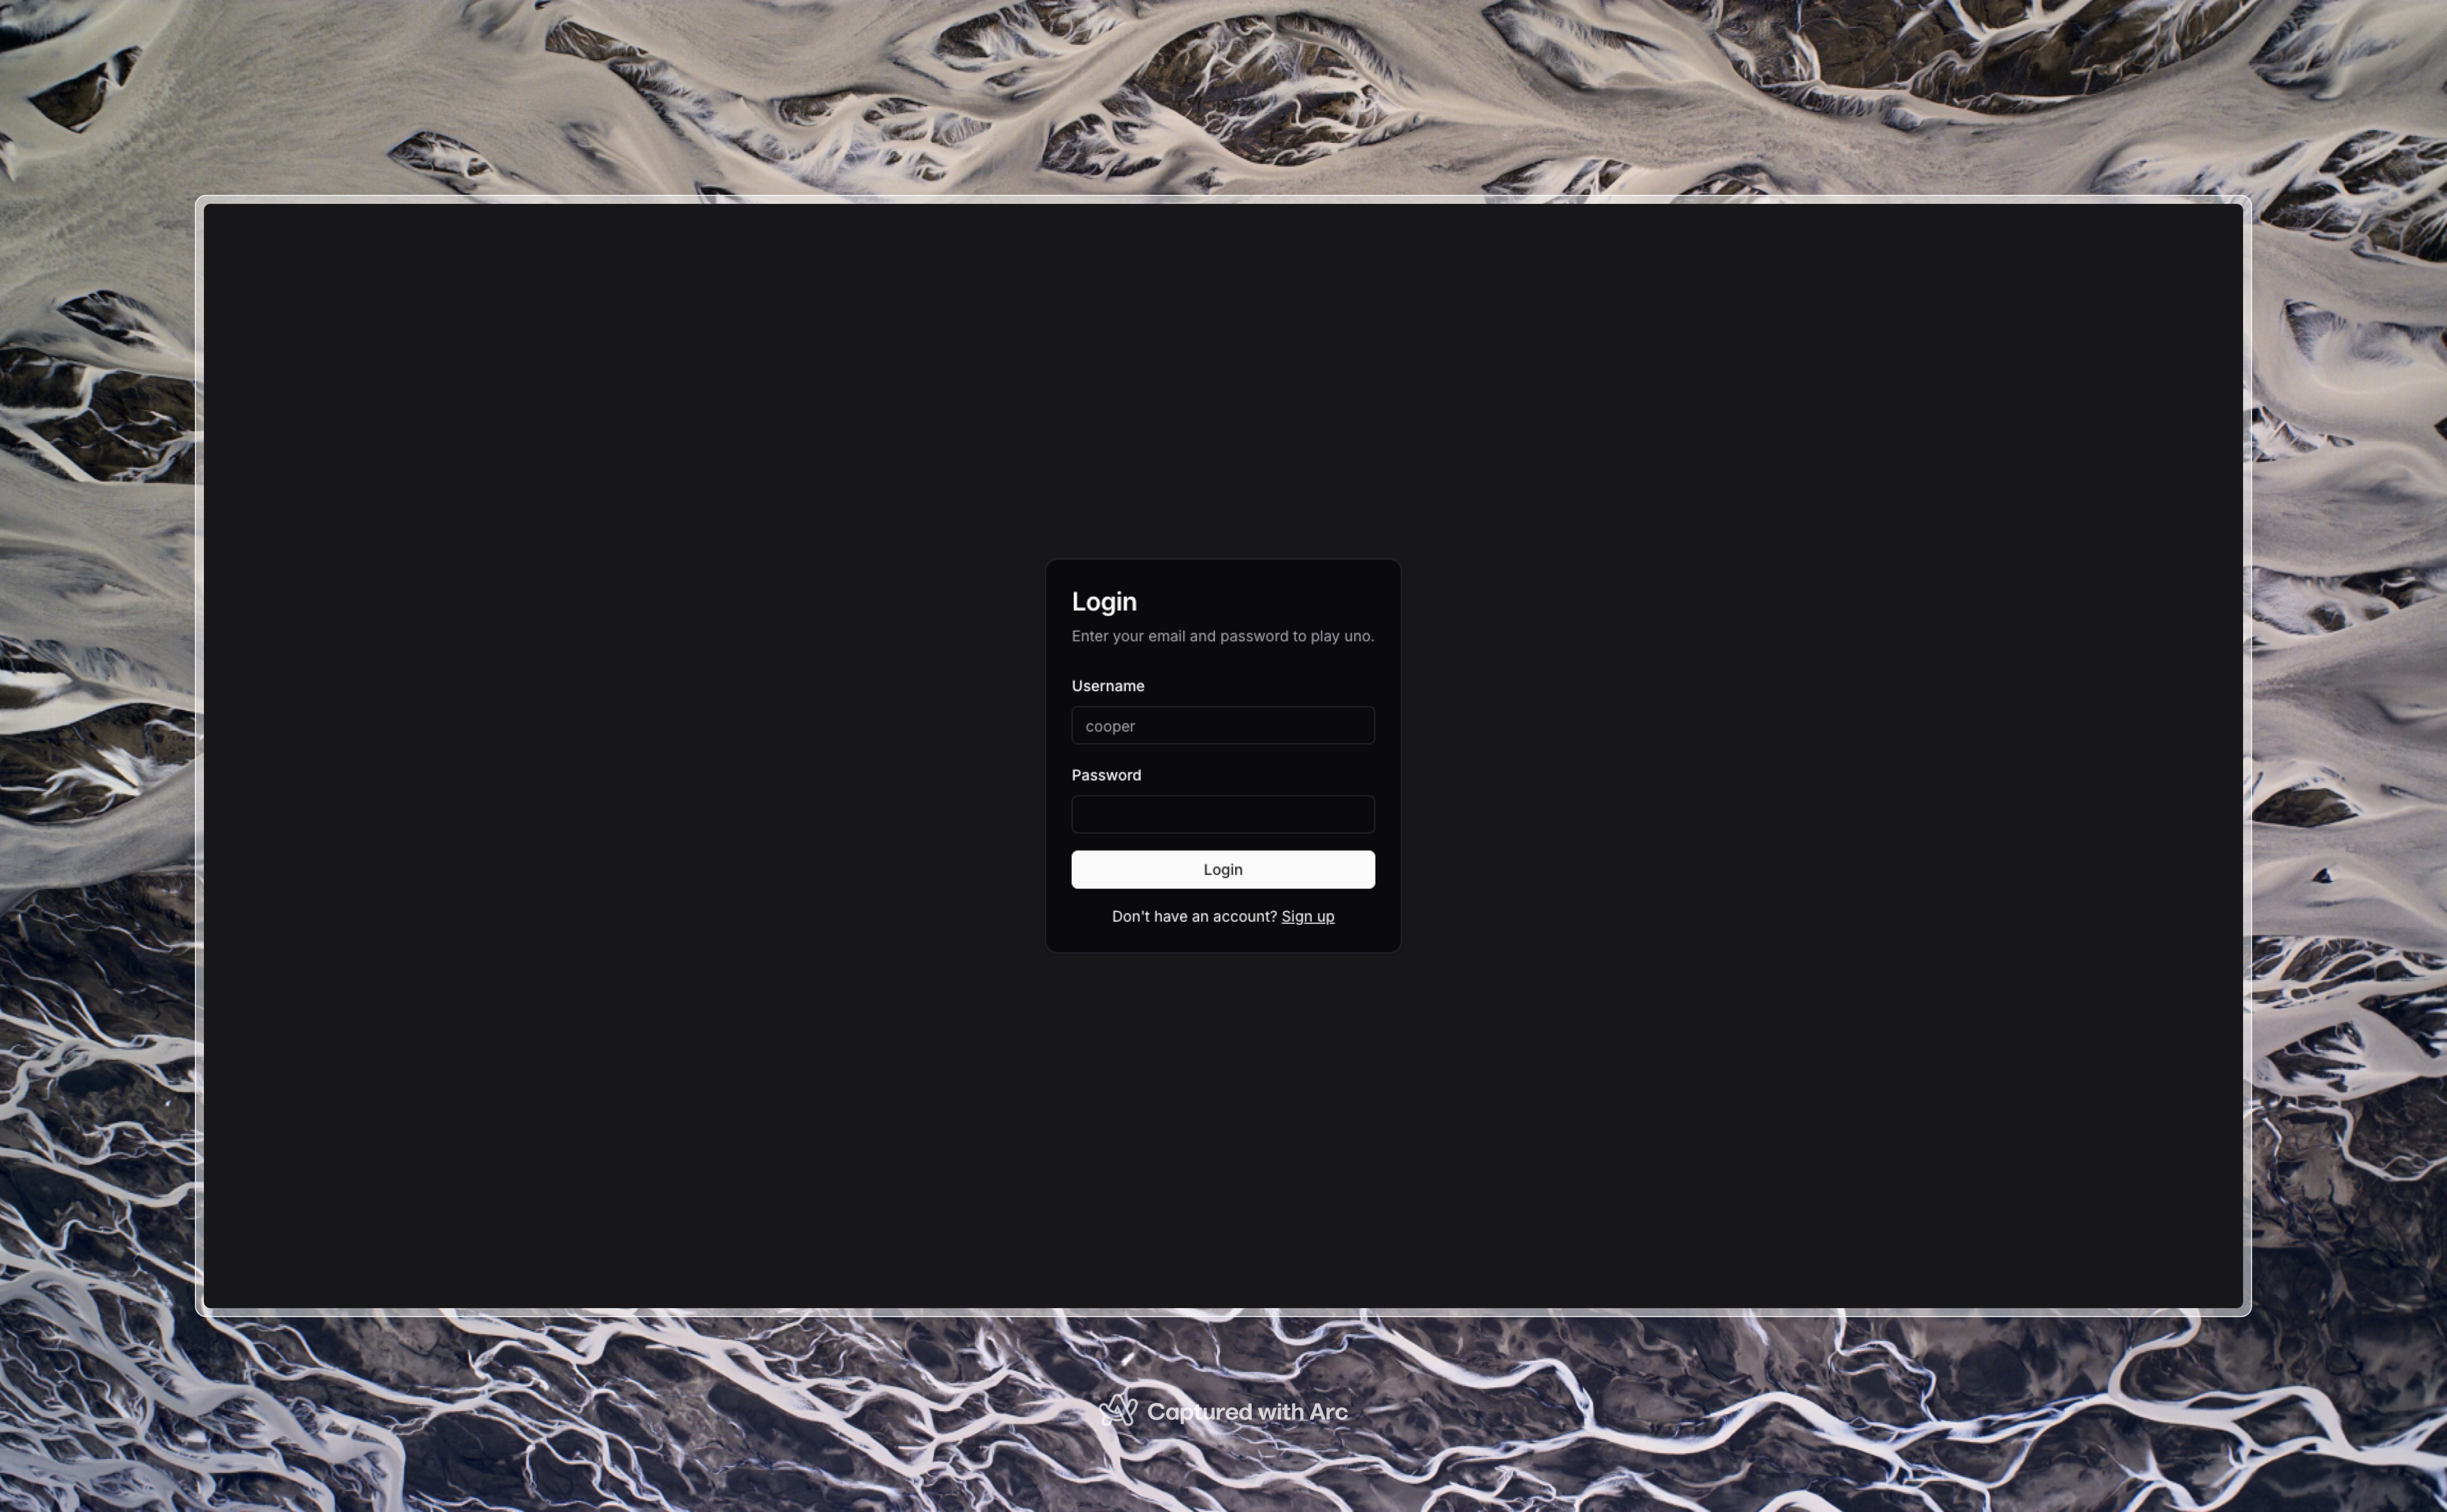 Login
Enter your email and password to play uno.
Username
cooper
Password
Login
Don't have an account? Sign up
Captured with Arc